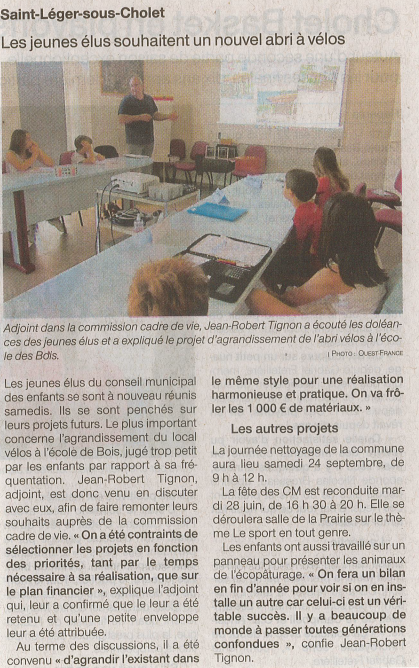 Saint-Léger-sous-Cholet
Les jeunes élus souhaitent un nouvel abri à vélos
Adjoint dans la commission cadre de vie, Jean-Robert Tignon a écouté les doléan-
ces des jeunes élus et a expliqué le projet d'agrandissement de l'abri vélos à l'éco-
le des Bois.
| PHOTO : OUEST-FRANCE
Les jeunes élus du conseil municipal
des enfants se sont à nouveau réunis
samedis. Ils se sont penchés sur
leurs projets futurs. Le plus important
concerne l'agrandissement du local
vélos à l'école de Bois, jugé trop petit
par les enfants par rapport à sa fré-
quentation. Jean-Robert Tignon,
adjoint, est donc venu en discuter
avec eux, afin de faire remonter leurs
souhaits auprès de la commission
cadre de vie. « On a été contraints de
sélectionner les projets en fonction
des priorités, tant par le temps
nécessaire à sa réalisation, que sur
le plan financier », explique l'adjoint
qui, leur a confirmé que le leur a été
retenu et qu'une petite enveloppe
leur a été attribuée.
Au terme des discussions, il a été
convenu « d'agrandir l'existant dans
le même style pour une réalisation
harmonieuse et pratique. On va frô-
ler les 1 000 € de matériaux. »
Les autres projets
La journée nettoyage de la commune
aura lieu samedi 24 septembre, de
9 h à 12 h.
La fête des CM est reconduite mar-
di 28 juin, de 16 h 30 à 20 h. Elle se
déroulera salle de la Prairie sur le thè-
me Le sport en tout genre.
Les enfants ont aussi travaillé sur un
panneau pour présenter les animaux
de l'écopâturage. « On fera un bilan
en fin d'année pour voir si on en ins-
talle un autre car celui-ci est un véri-
table succès. Il y a beaucoup de
monde à passer toutes générations
confondues », confie Jean-Robert
Tignon.